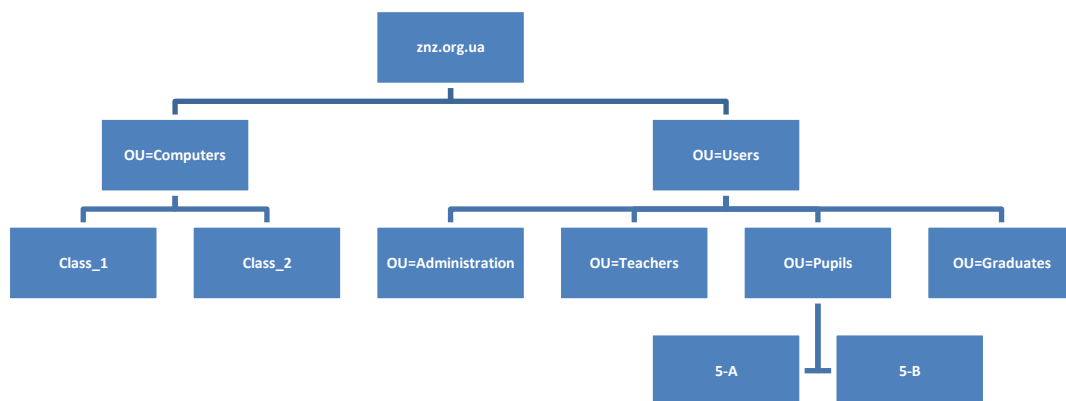 znz.org.ua
OU=Computers
OU=Users
Class_1
Class_2
OU=Administration
OU=Teachers
OU=Pupils
OU=Graduates
5-A
5-B